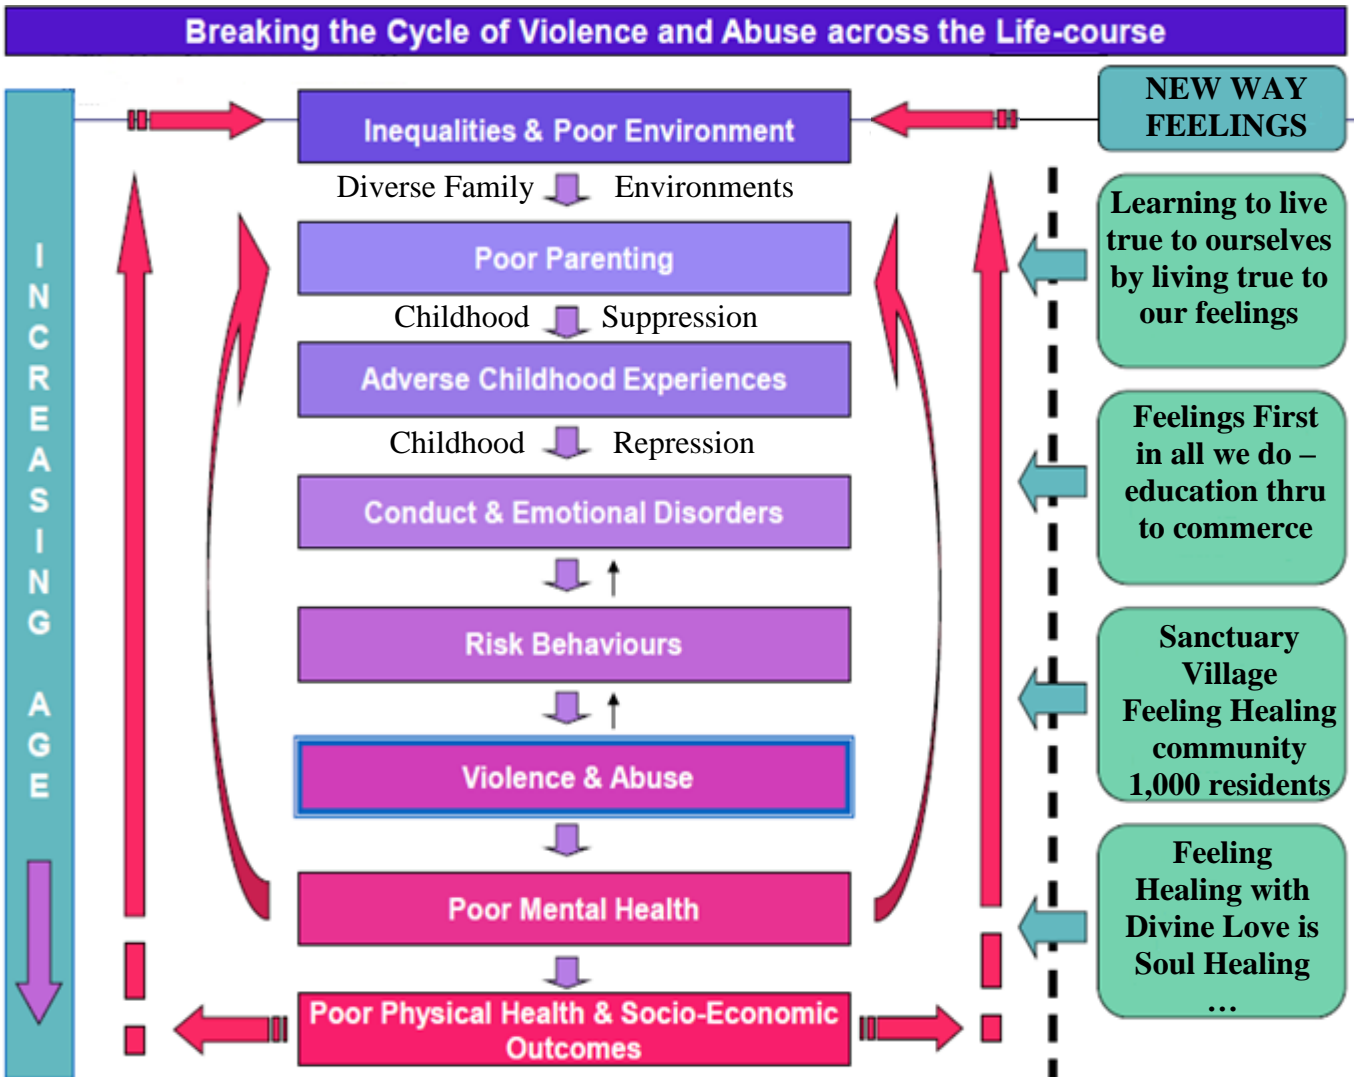 Breaking the Cycle of Violence and Abuse across the Life-course
INCREASING AGE
Inequalities & Poor Environment
Diverse Family Environments
Poor Parenting
Childhood Suppression
Adverse Childhood Experiences
Childhood Repression
Conduct & Emotional Disorders
Risk Behaviours
Violence & Abuse
Poor Mental Health
Poor Physical Health & Socio-Economic
Outcomes
NEW WAY
FEELINGS
Learning to live
true to ourselves
by living true to
our feelings
Feelings First
in all we do –
education thru
to commerce
Sanctuary
Village
Feeling Healing
community
1,000 residents
Feeling
Healing with
Divine Love is
Soul Healing
...